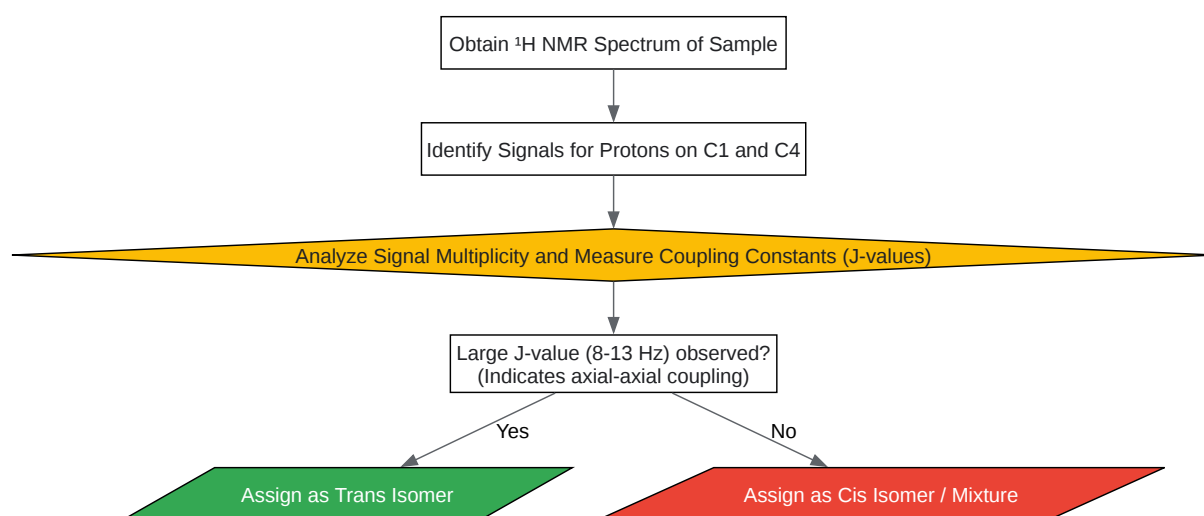 Obtain ¹H NMR Spectrum of Sample
Identify Signals for Protons on C1 and C4
Analyze Signal Multiplicity and Measure Coupling Constants (J-values)
Large J-value (8-13 Hz) observed?
(Indicates axial-axial coupling)
Yes
No
Assign as Trans Isomer
Assign as Cis Isomer / Mixture